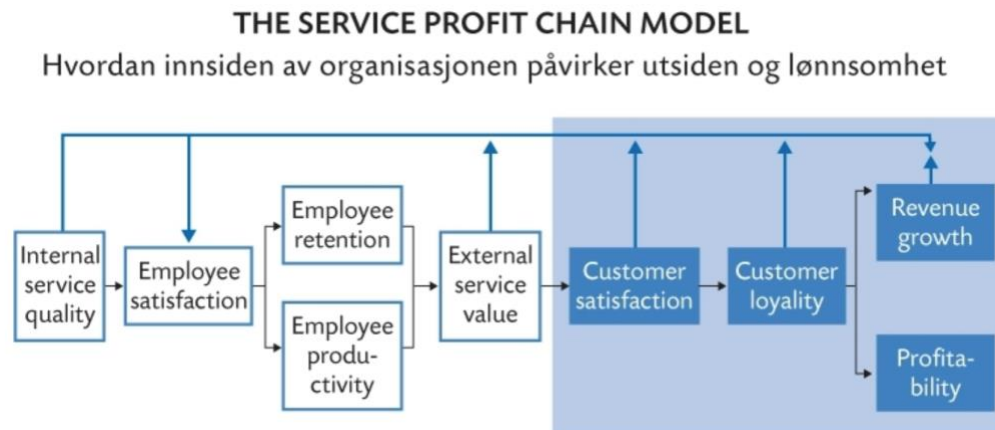 THE SERVICE PROFIT CHAIN MODEL
Hvordan innsiden av organisasjonen påvirker utsiden og lønnsomhet
Internal
service
quality
Employee
satisfaction
Employee
retention
Employee
produ-
ctivity
External
service
value
Customer
satisfaction
Customer
loyality
Revenue
growth
Profita-
bility